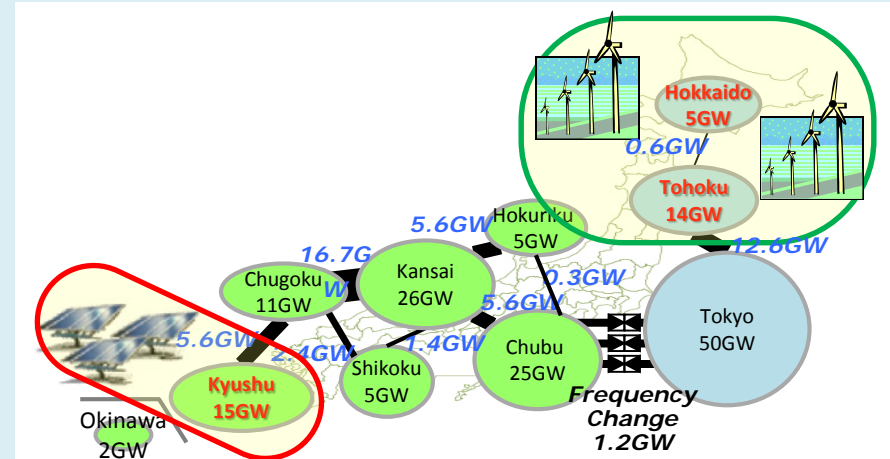 Hokkaido
5GW
0.6GW
Tohoku
14GW
12.6GW
Hokuriku
5GW
5.6GW
16.7G
W
Kansai
26GW
Chugoku
11GW
0.3GW
5.6GW
Tokyo
50GW
5.6GW
2.4GW
1.4GW
Chubu
25GW
Shikoku
5GW
Kyushu
15GW
Frequency
Change
1.2GW
Okinawa
2GW